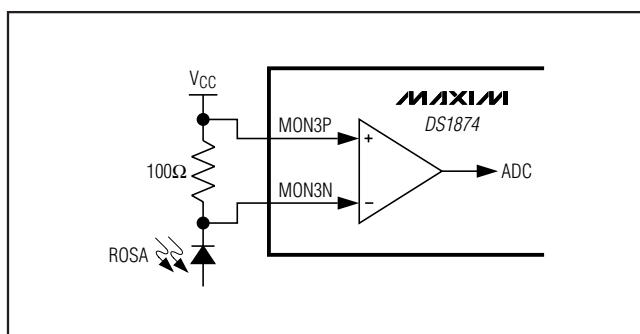 VCC
MAXIM
DS1874
MON3P
+
100Ω
ADC
MON3N
−
ROSA